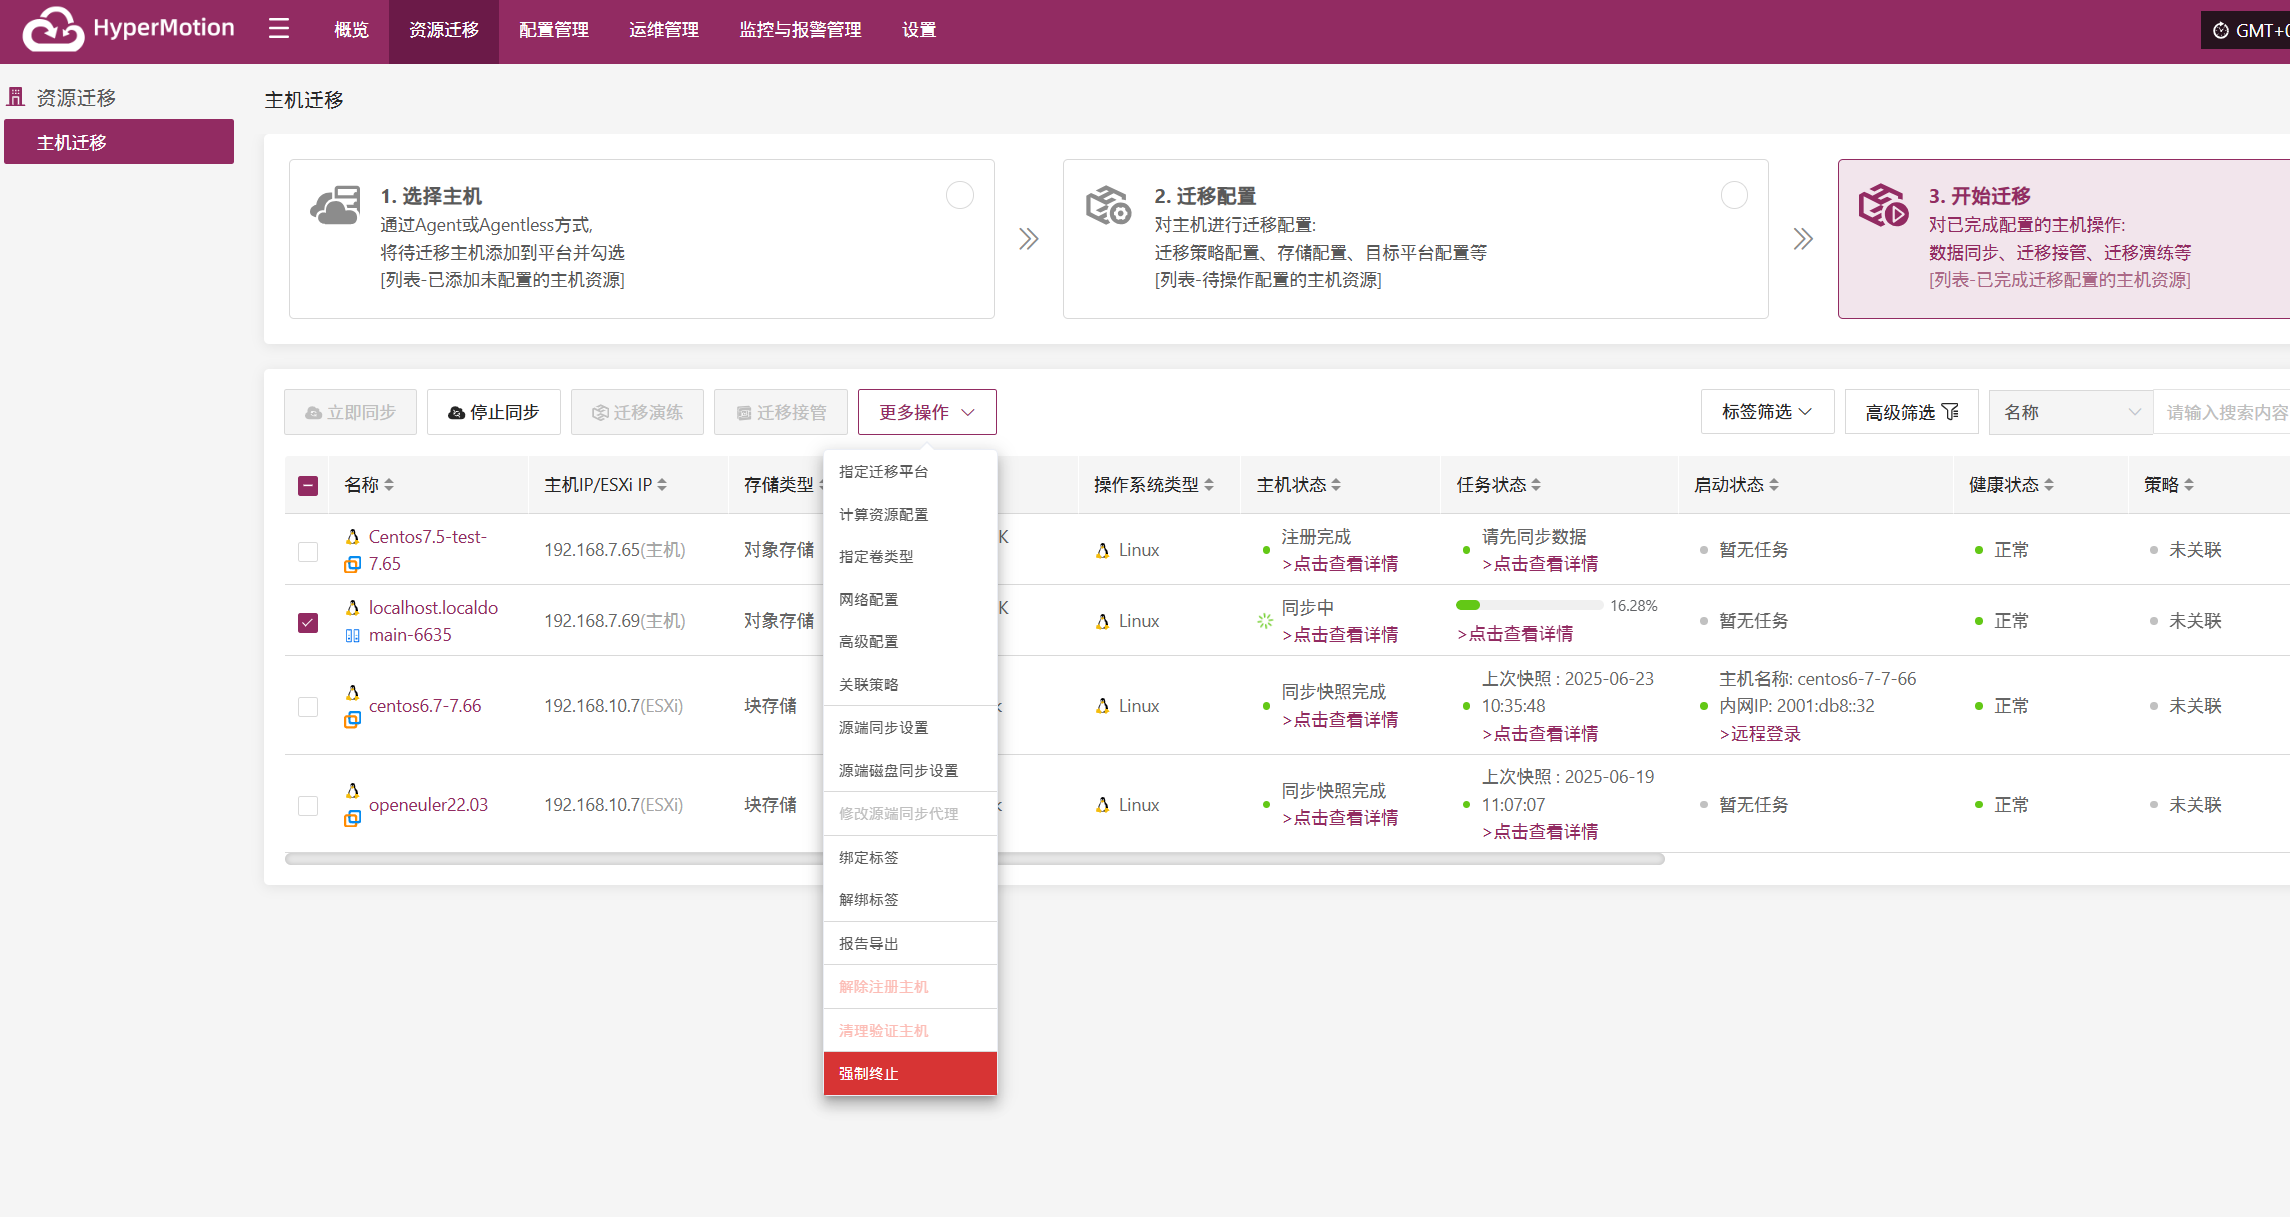 HyperMotion
概览
资源迁移
配置管理
运维管理
监控与报警管理
设置
GMT+0
资源迁移
主机迁移
主机迁移
1. 选择主机
通过Agent或Agentless方式,
将待迁移主机添加到平台并勾选
[列表-已添加未配置的主机资源]
2. 迁移配置
对主机进行迁移配置:
迁移策略配置、存储配置、目标平台配置等
[列表-待操作配置的主机资源]
3. 开始迁移
对已完成配置的主机操作:
数据同步、迁移接管、迁移演练等
[列表-已完成迁移配置的主机资源]
立即同步
停止同步
迁移演练
迁移接管
更多操作
标签筛选
高级筛选
名称
请输入搜索内容
名称
主机IP/ESXi IP
存储类型
操作系统类型
主机状态
任务状态
启动状态
健康状态
策略
Centos7.5-test-
7.65
192.168.7.65(主机)
对象存储
K
Linux
注册完成
>点击查看详情
请先同步数据
>点击查看详情
暂无任务
正常
未关联
localhost.localdo
main-6635
192.168.7.69(主机)
对象存储
K
Linux
同步中
>点击查看详情
16.28%
>点击查看详情
暂无任务
正常
未关联
centos6.7-7.66
192.168.10.7(ESXi)
块存储
k
Linux
同步快照完成
>点击查看详情
上次快照 : 2025-06-23
10:35:48
>点击查看详情
主机名称: centos6-7-7-66
内网IP: 2001:db8::32
>远程登录
正常
未关联
openeuler22.03
192.168.10.7(ESXi)
块存储
k
Linux
同步快照完成
>点击查看详情
上次快照 : 2025-06-19
11:07:07
>点击查看详情
暂无任务
正常
未关联
指定迁移平台
计算资源配置
指定卷类型
网络配置
高级配置
关联策略
源端同步设置
源端磁盘同步设置
修改源端同步代理
绑定标签
解绑标签
报告导出
解除注册主机
清理验证主机
强制终止